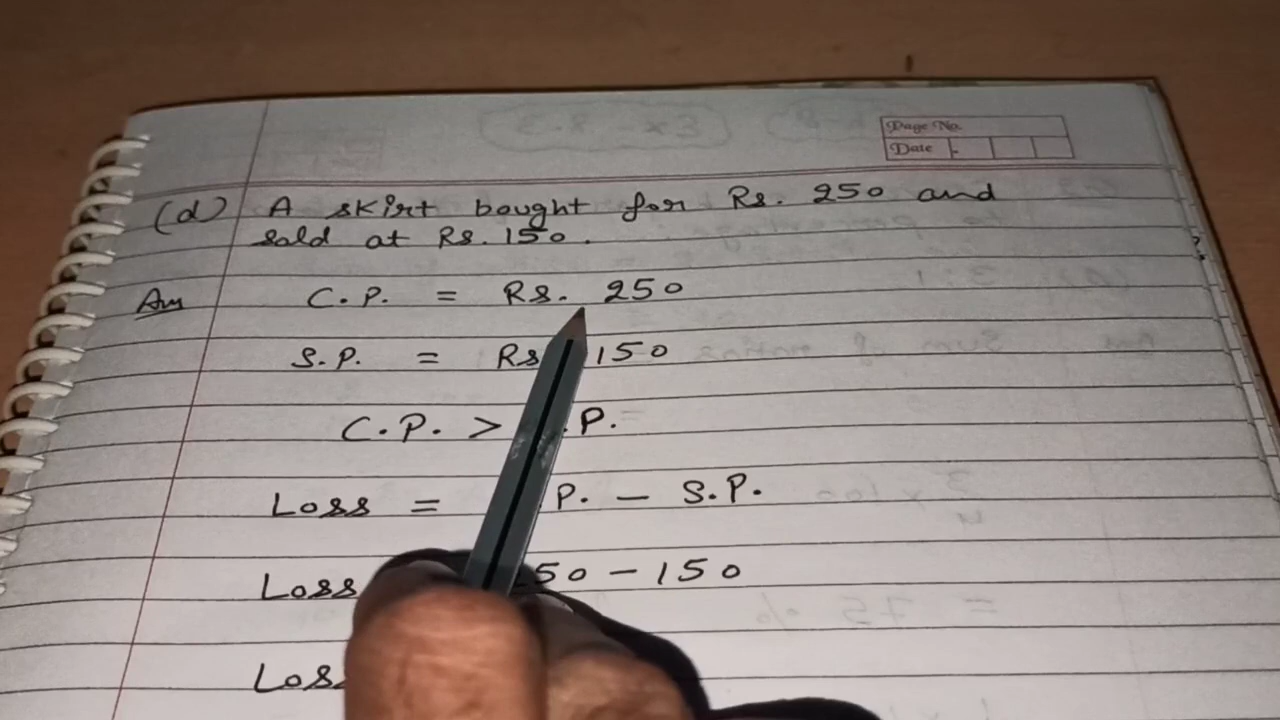 Page No.
Date
(d) A skirt bought for Rs. 250 and
sold at Rs. 150.
Ans C.P. = Rs. 250
S.P. = Rs 150
C.P. > .P.
Loss = P. - S.P.
Loss 50 - 150
Los